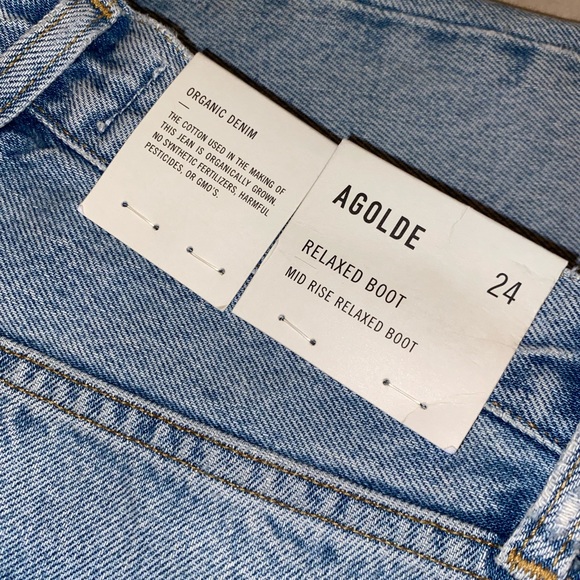 ORGANIC DENIM
—
THE COTTON USED IN THE MAKING OF
THIS JEAN IS ORGANICALLY GROWN.
NO SYNTHETIC FERTILIZERS, HARMFUL
PESTICIDES, OR GMO'S.
AGOLDE
RELAXED BOOT
24
MID RISE RELAXED BOOT